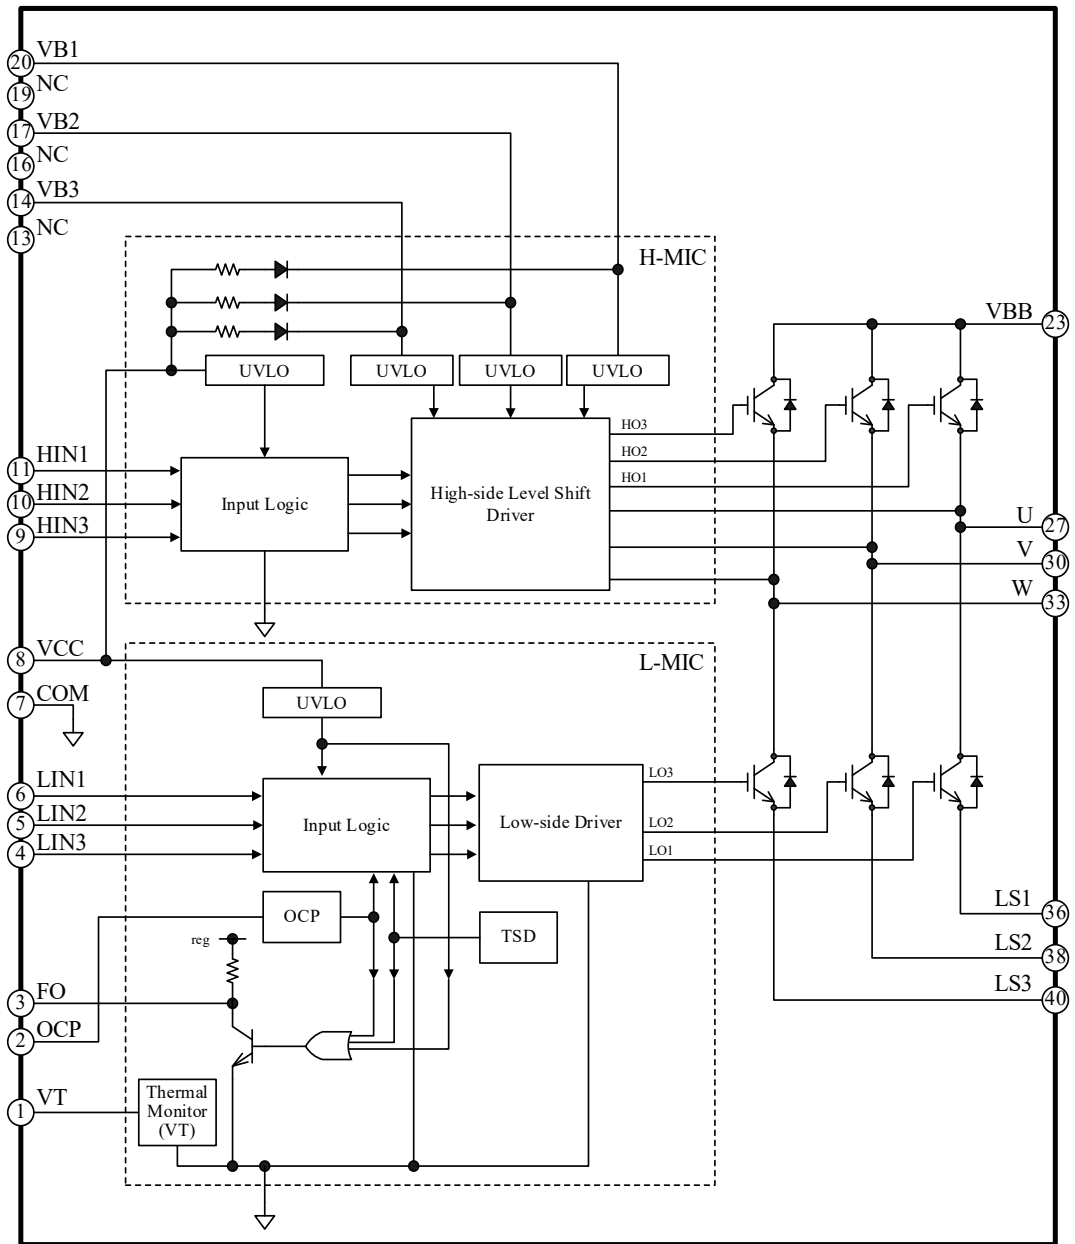 20 VB1
19 NC
17 VB2
16 NC
14 VB3
13 NC
H-MIC
VBB 23
UVLO
UVLO
UVLO
UVLO
HO3
HO2
HO1
11 HIN1
10 HIN2
9 HIN3
Input Logic
High-side Level Shift
Driver
U 27
V 30
W 33
8 VCC
L-MIC
7 COM
UVLO
6 LIN1
5 LIN2
4 LIN3
Input Logic
Low-side Driver
LO3
LO2
LO1
OCP
TSD
reg
LS1 36
LS2 38
LS3 40
3 FO
2 OCP
1 VT
Thermal
Monitor
(VT)